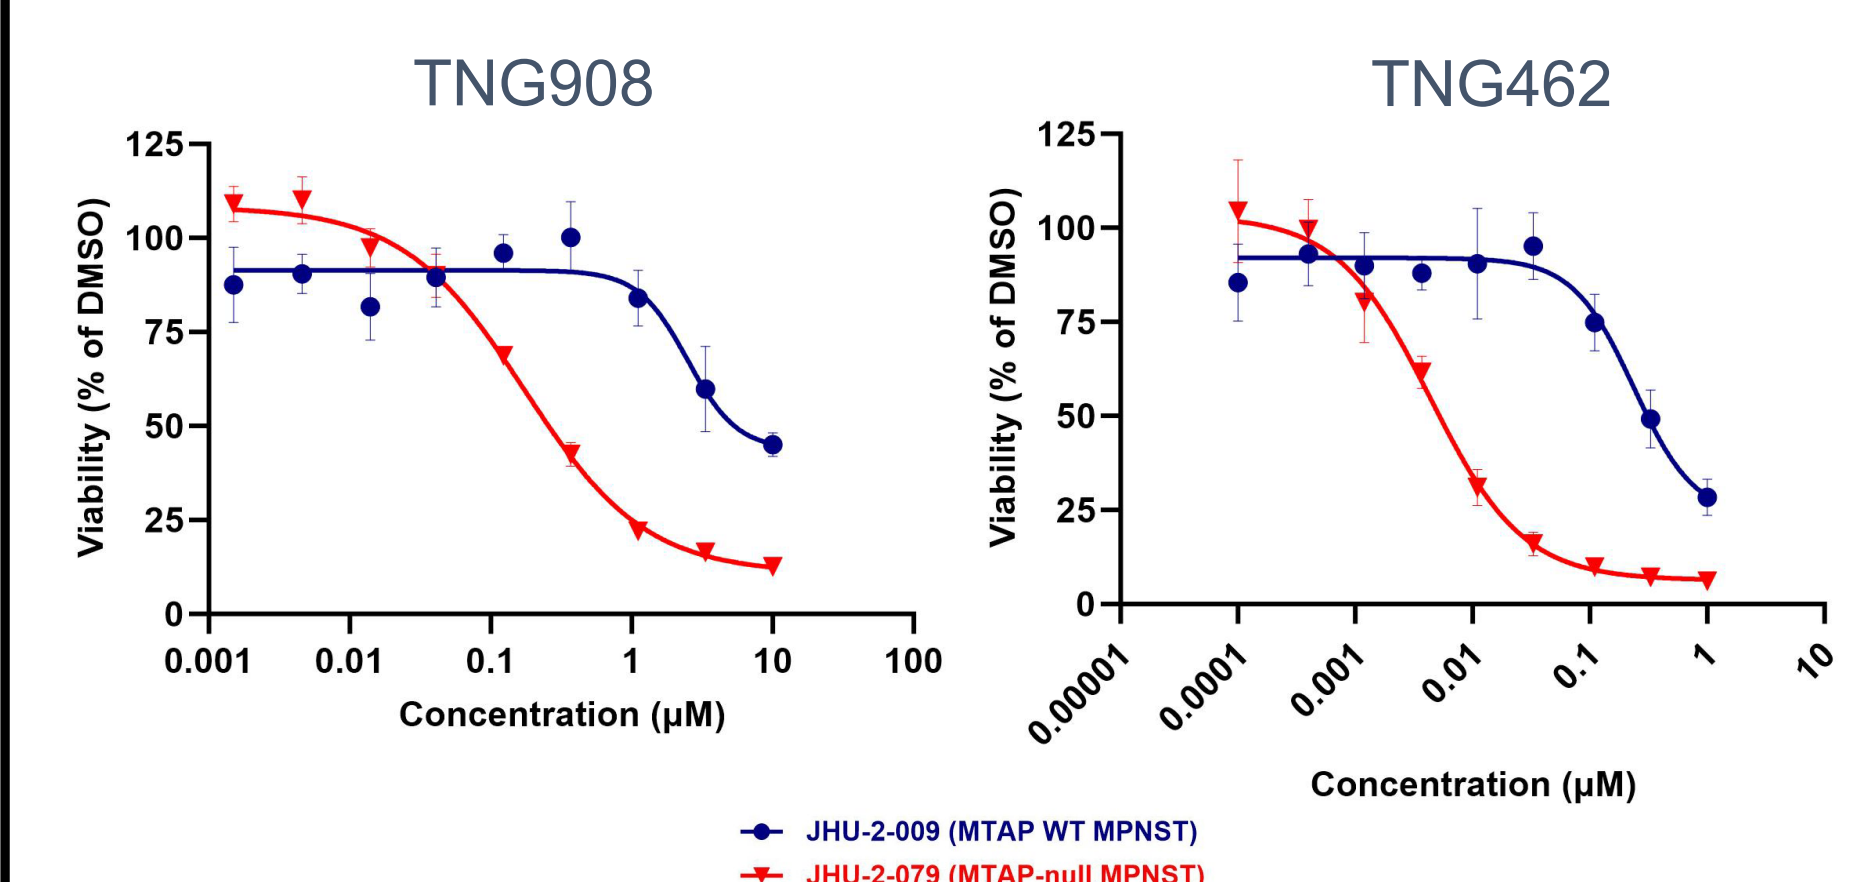 TNG908
TNG462
125
100
75
50
25
0
Viability (% of DMSO)
0.001 0.01 0.1 1 10 100
Concentration (µM)
125
100
75
50
25
0
Viability (% of DMSO)
0.00001 0.0001 0.001 0.01 0.1 1 10
Concentration (µM)
JHU-2-009 (MTAP WT MPNST)
JHU-2-079 (MTAP-null MPNST)